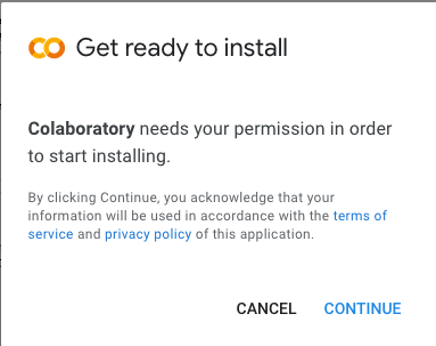 Get ready to install
Colaboratory needs your permission in order
to start installing.
By clicking Continue, you acknowledge that your
information will be used in accordance with the terms of
service and privacy policy of this application.
CANCEL CONTINUE